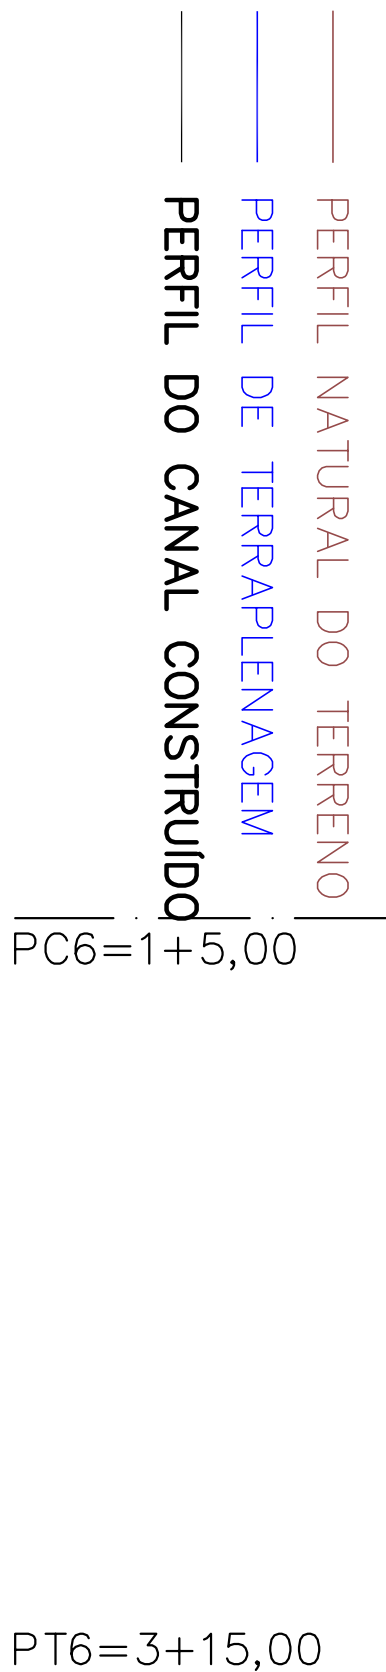 PERFIL NATURAL DO TERRENO
PERFIL DE TERRAPLENAGEM
PERFIL DO CANAL CONSTRUÍDO
PC6=1+5,00
PT6=3+15,00